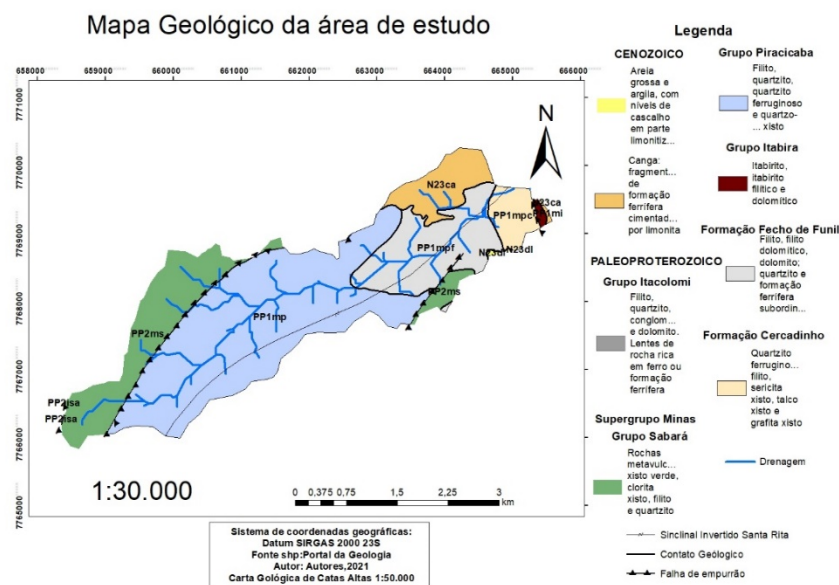 Mapa Geológico da área de estudo
658000 659000 660000 661000 662000 663000 664000 665000 666000
7771000
7770000
7769000
7768000
7767000
7766000
7765000
N
N23ca
N23ca
PP1mpc
PP1mpf
N23dl
PP2ms
PP2ms
PP1mp
1:30.000
0 0,375 0,75 1,5 2,25 3
km
Sistema de coordenadas geográficas:
Datum SIRGAS 2000 23S
Fonte shp:Portal da Geologia
Autor: Autores,2021
Carta Gológica de Catas Altas 1:50.000
Legenda
CENOZOICO
Areia
grossa e
argila, com
níveis de
cascalho
em parte
limonitiz...
Canga:
fragment...
de
formação
ferrífera
cimentad...
por limonita
PALEOPROTEROZOICO
Grupo Itacolomi
Filito,
quartzito,
conglom...
e dolomito.
Lentes de
rocha rica
em ferro ou
formação
ferrífera
Supergrupo Minas
Grupo Sabará
Rochas
metavulc...
xisto verde,
clorita
xisto, filito
e quartzito
Grupo Piracicaba
Filito,
quartzito,
quartzito
ferruginoso
e quartzo-
... xisto
Grupo Itabira
Itabirito,
itabirito
filítico e
dolomítico
Formação Fecho de Funil
Filito, filito
dolomítico,
dolomito;
quartzito e
formação
ferrífera
subordin...
Formação Cercadinho
Quartzito
ferrugino...
filito,
sericita
xisto, talco
xisto e
grafita xisto
Drenagem
Sinclinal Invertido Santa Rita
Contato Geológico
Falha de empurrão